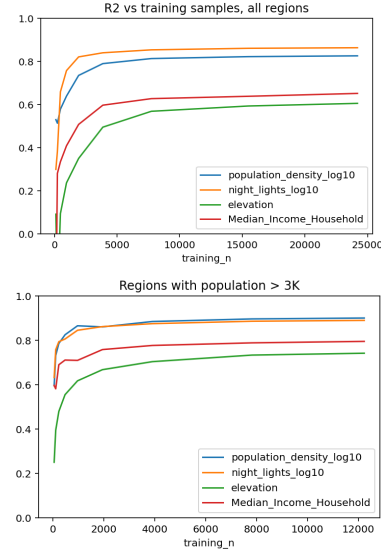 R2 vs training samples, all regions
1.0
0.8
0.6
0.4
0.2
0.0
population_density_log10
night_lights_log10
elevation
Median_Income_Household
0 5000 10000 15000 20000 25000
training_n
Regions with population > 3K
1.0
0.8
0.6
0.4
0.2
0.0
population_density_log10
night_lights_log10
elevation
Median_Income_Household
0 2000 4000 6000 8000 10000 12000
training_n